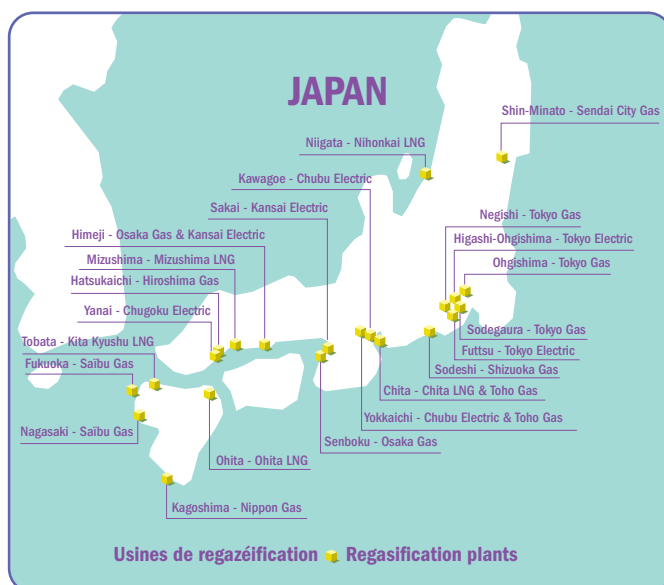 JAPAN
Shin-Minato - Sendai City Gas
Niigata - Nihonkai LNG
Kawagoe - Chubu Electric
Sakai - Kansai Electric
Negishi - Tokyo Gas
Himeji - Osaka Gas & Kansai Electric
Higashi-Ohgishima - Tokyo Electric
Mizushima - Mizushima LNG
Ohgishima - Tokyo Gas
Hatsukaichi - Hiroshima Gas
Yanai - Chugoku Electric
Sodegaura - Tokyo Gas
Tobata - Kita Kyushu LNG
Futtsu - Tokyo Electric
Fukuoka - Saïbu Gas
Sodeshi - Shizuoka Gas
Chita - Chita LNG & Toho Gas
Yokkaichi - Chubu Electric & Toho Gas
Nagasaki - Saïbu Gas
Senboku - Osaka Gas
Ohita - Ohita LNG
Kagoshima - Nippon Gas
Usines de regazéification Regasification plants